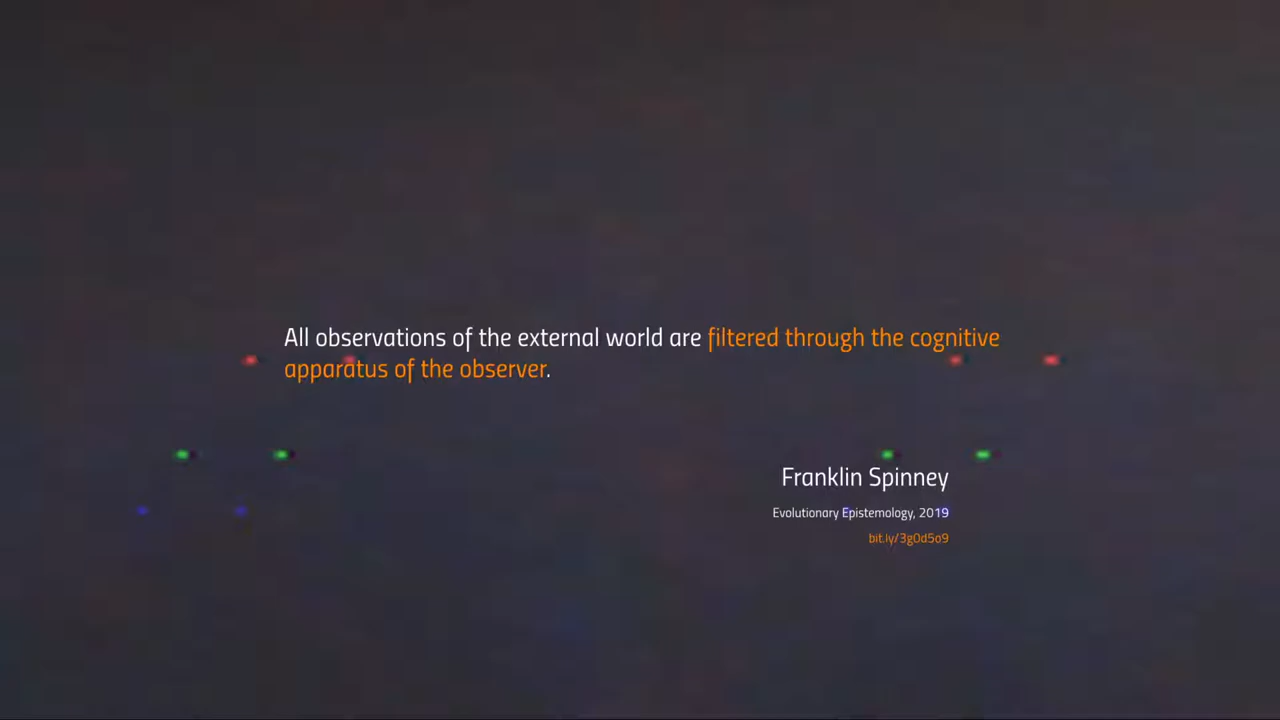 All observations of the external world are filtered through the cognitive
apparatus of the observer.
Franklin Spinney
Evolutionary Epistemology, 2019
bit.ly/3g0d5o9